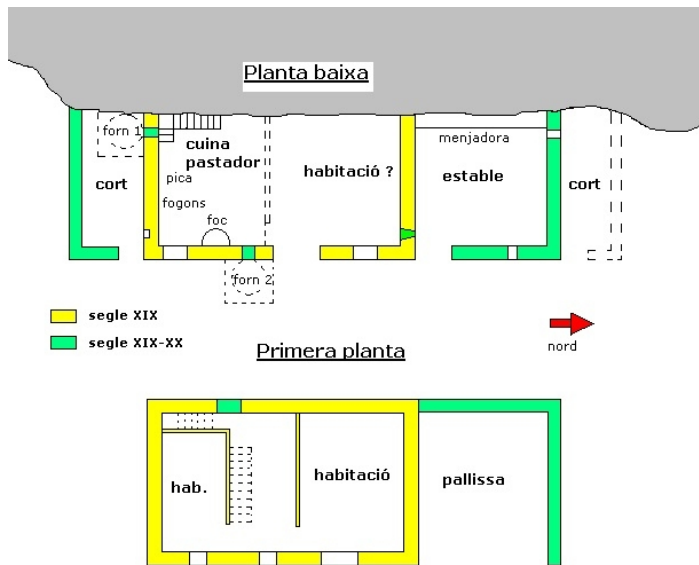 Planta baixa
forn 1
cuina
pastador
menjadora
pica
habitació ?
estable
cort
cort
fogons
foc
forn 2
segle XIX
segle XIX-XX
nord
Primera planta
hab.
habitació
pallissa